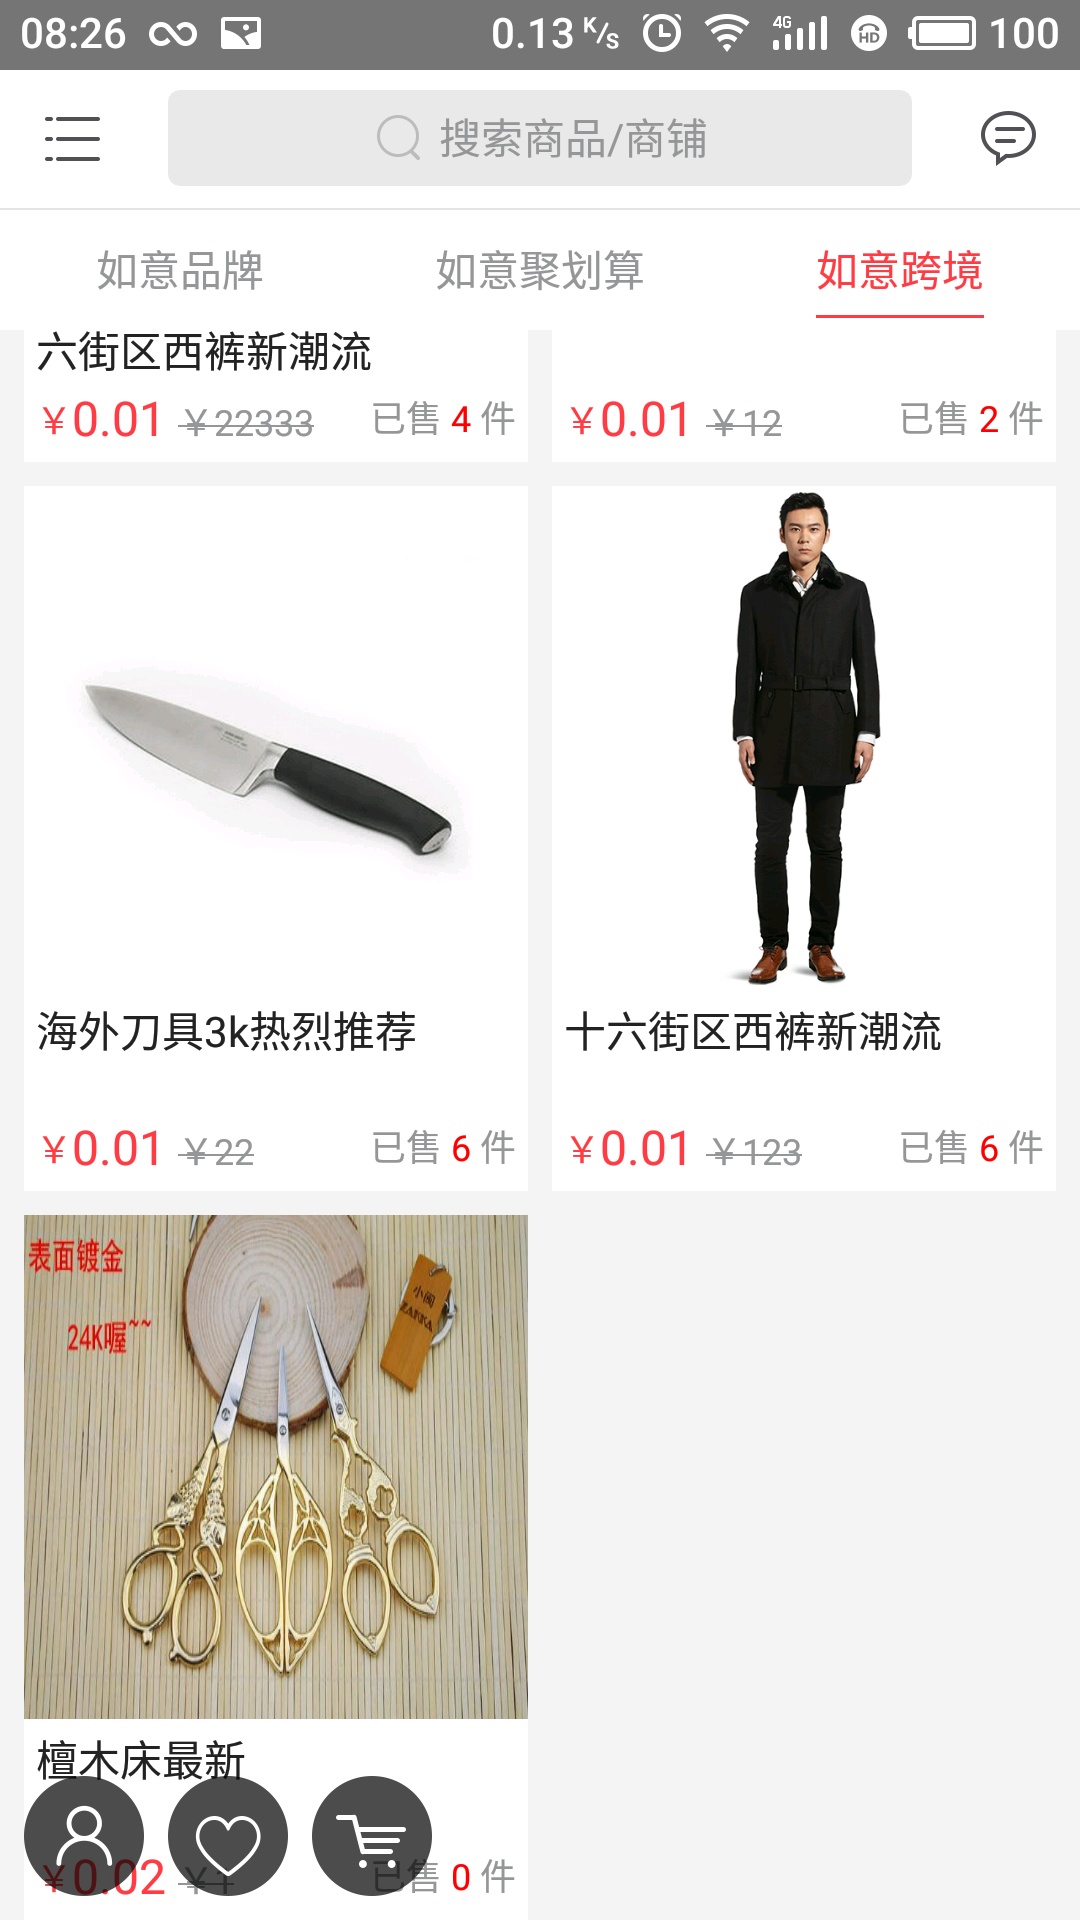 08:26 0.13 K/s 4G HD 100
搜索商品/商铺
如意品牌 如意聚划算 如意跨境
六街区西裤新潮流
￥0.01 ￥22333 已售 4 件 ￥0.01 ￥12 已售 2 件
海外刀具3k热烈推荐 十六街区西裤新潮流
￥0.01 ￥22 已售 6 件 ￥0.01 ￥123 已售 6 件
表面镀金
24K喔~~
小阁
ZAKKA
檀木床最新
￥0.02 ￥1 已售 0 件